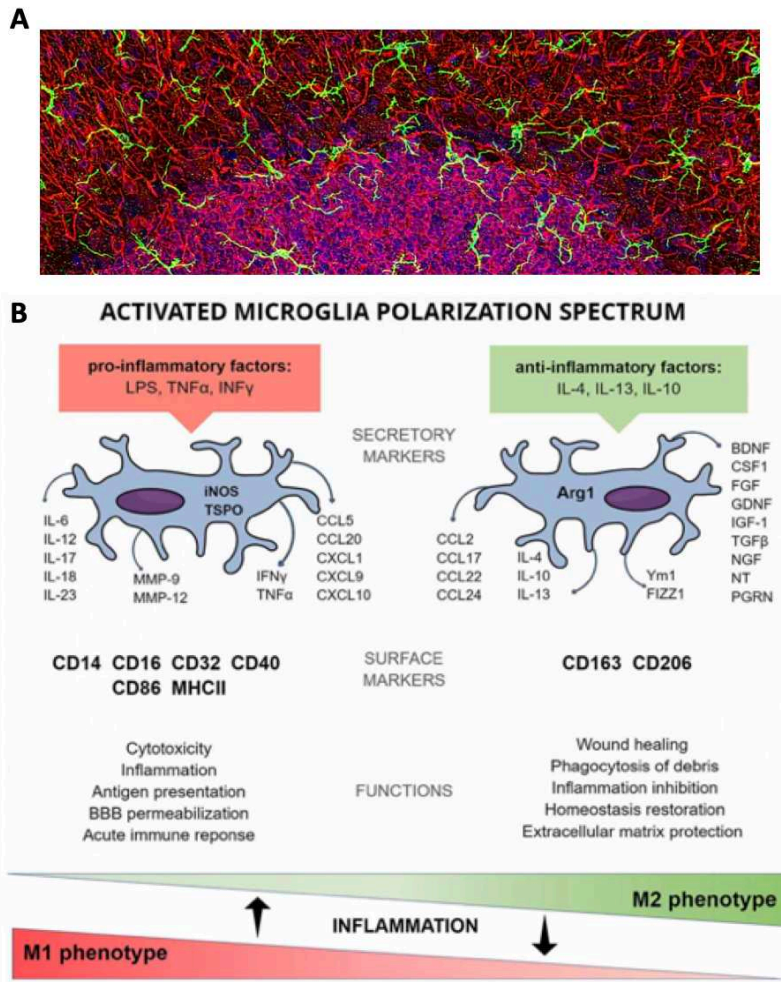 A
B
ACTIVATED MICROGLIA POLARIZATION SPECTRUM
pro-inflammatory factors:
LPS, TNFα, INFγ
anti-inflammatory factors:
IL-4, IL-13, IL-10
SECRETORY
MARKERS
iNOS
TSPO
IL-6
IL-12
IL-17
IL-18
IL-23
MMP-9
MMP-12
IFNγ
TNFα
CCL5
CCL20
CXCL1
CXCL9
CXCL10
Arg1
CCL2
CCL17
CCL22
CCL24
IL-4
IL-10
IL-13
Ym1
FIZZ1
BDNF
CSF1
FGF
GDNF
IGF-1
TGFβ
NGF
NT
PGRN
CD14 CD16 CD32 CD40
CD86 MHCII
SURFACE
MARKERS
CD163 CD206
Cytotoxicity
Inflammation
Antigen presentation
BBB permeabilization
Acute immune reponse
FUNCTIONS
Wound healing
Phagocytosis of debris
Inflammation inhibition
Homeostasis restoration
Extracellular matrix protection
M2 phenotype
INFLAMMATION
M1 phenotype